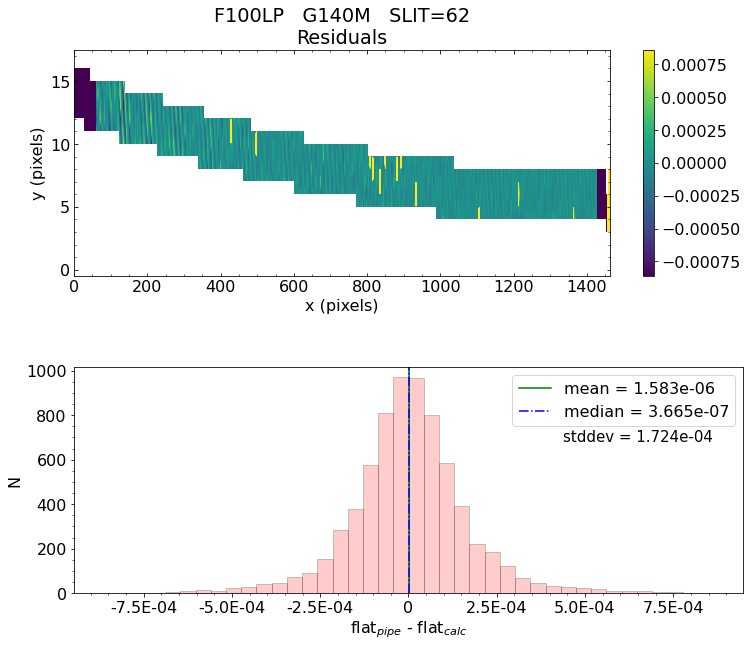 F100LP G140M SLIT=62
Residuals
y (pixels)
15
10
5
0
0 200 400 600 800 1000 1200 1400
x (pixels)
0.00075
0.00050
0.00025
0.00000
−0.00025
−0.00050
−0.00075
N
1000
800
600
400
200
0
mean = 1.583e-06
median = 3.665e-07
stddev = 1.724e-04
-7.5E-04 -5.0E-04 -2.5E-04 0 2.5E-04 5.0E-04 7.5E-04
flatpipe - flatcalc